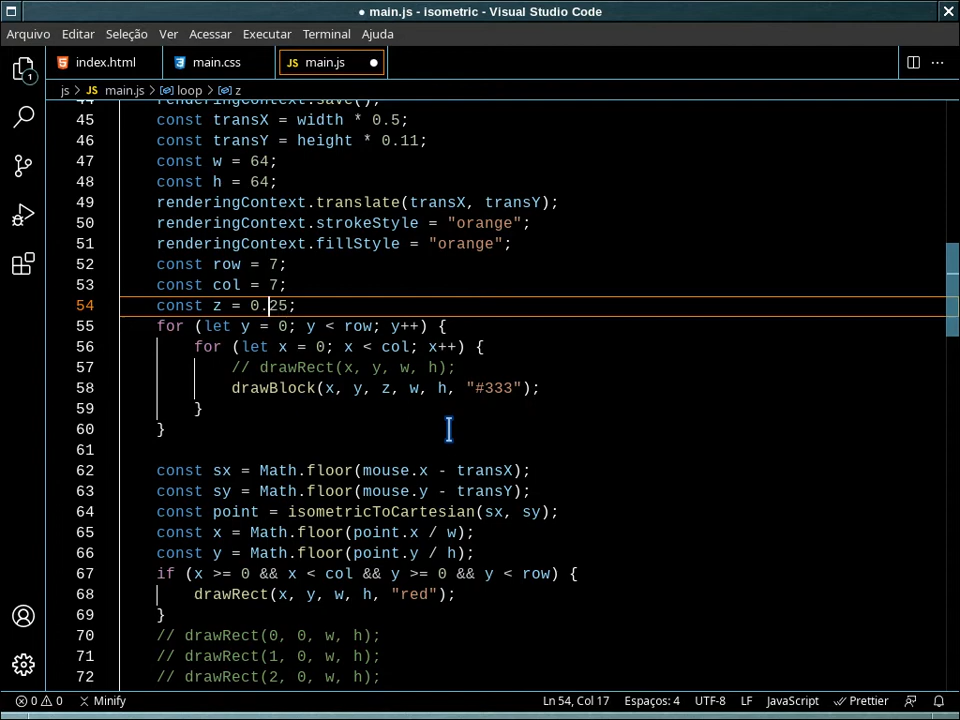 ● main.js - isometric - Visual Studio Code
Arquivo Editar Seleção Ver Acessar Executar Terminal Ajuda
index.html main.css JS main.js
js > JS main.js > loop > z
44 renderingContext.save();
45 const transX = width * 0.5;
46 const transY = height * 0.11;
47 const w = 64;
48 const h = 64;
49 renderingContext.translate(transX, transY);
50 renderingContext.strokeStyle = "orange";
51 renderingContext.fillStyle = "orange";
52 const row = 7;
53 const col = 7;
54 const z = 0.25;
55 for (let y = 0; y < row; y++) {
56 for (let x = 0; x < col; x++) {
57 // drawRect(x, y, w, h);
58 drawBlock(x, y, z, w, h, "#333");
59 }
60 }
61
62 const sx = Math.floor(mouse.x - transX);
63 const sy = Math.floor(mouse.y - transY);
64 const point = isometricToCartesian(sx, sy);
65 const x = Math.floor(point.x / w);
66 const y = Math.floor(point.y / h);
67 if (x >= 0 && x < col && y >= 0 && y < row) {
68 drawRect(x, y, w, h, "red");
69 }
70 // drawRect(0, 0, w, h);
71 // drawRect(1, 0, w, h);
72 // drawRect(2, 0, w, h);
1
0 0 Minify Ln 54, Col 17 Espaços: 4 UTF-8 LF JavaScript Prettier